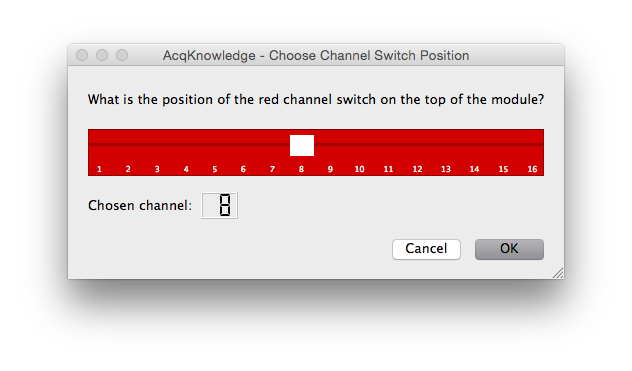 AcqKnowledge - Choose Channel Switch Position
What is the position of the red channel switch on the top of the module?
1 2 3 4 5 6 7 8 9 10 11 12 13 14 15 16
Chosen channel: 8
Cancel OK